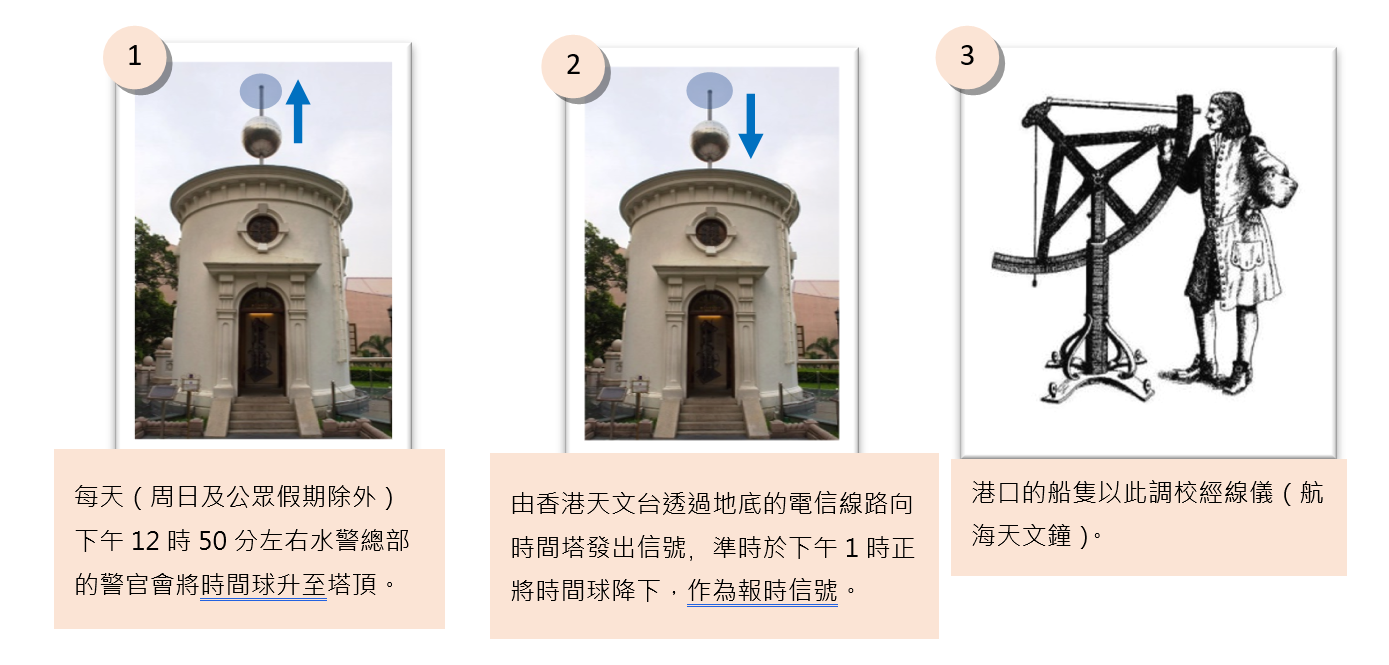 1
每天（周日及公眾假期除外）
下午 12 時 50 分左右水警總部
的警官會將時間球升至塔頂。
2
由香港天文台透過地底的電信線路向
時間塔發出信號，準時於下午 1 時正
將時間球降下，作為報時信號。
3
港口的船隻以此調校經線儀（航
海天文鐘）。